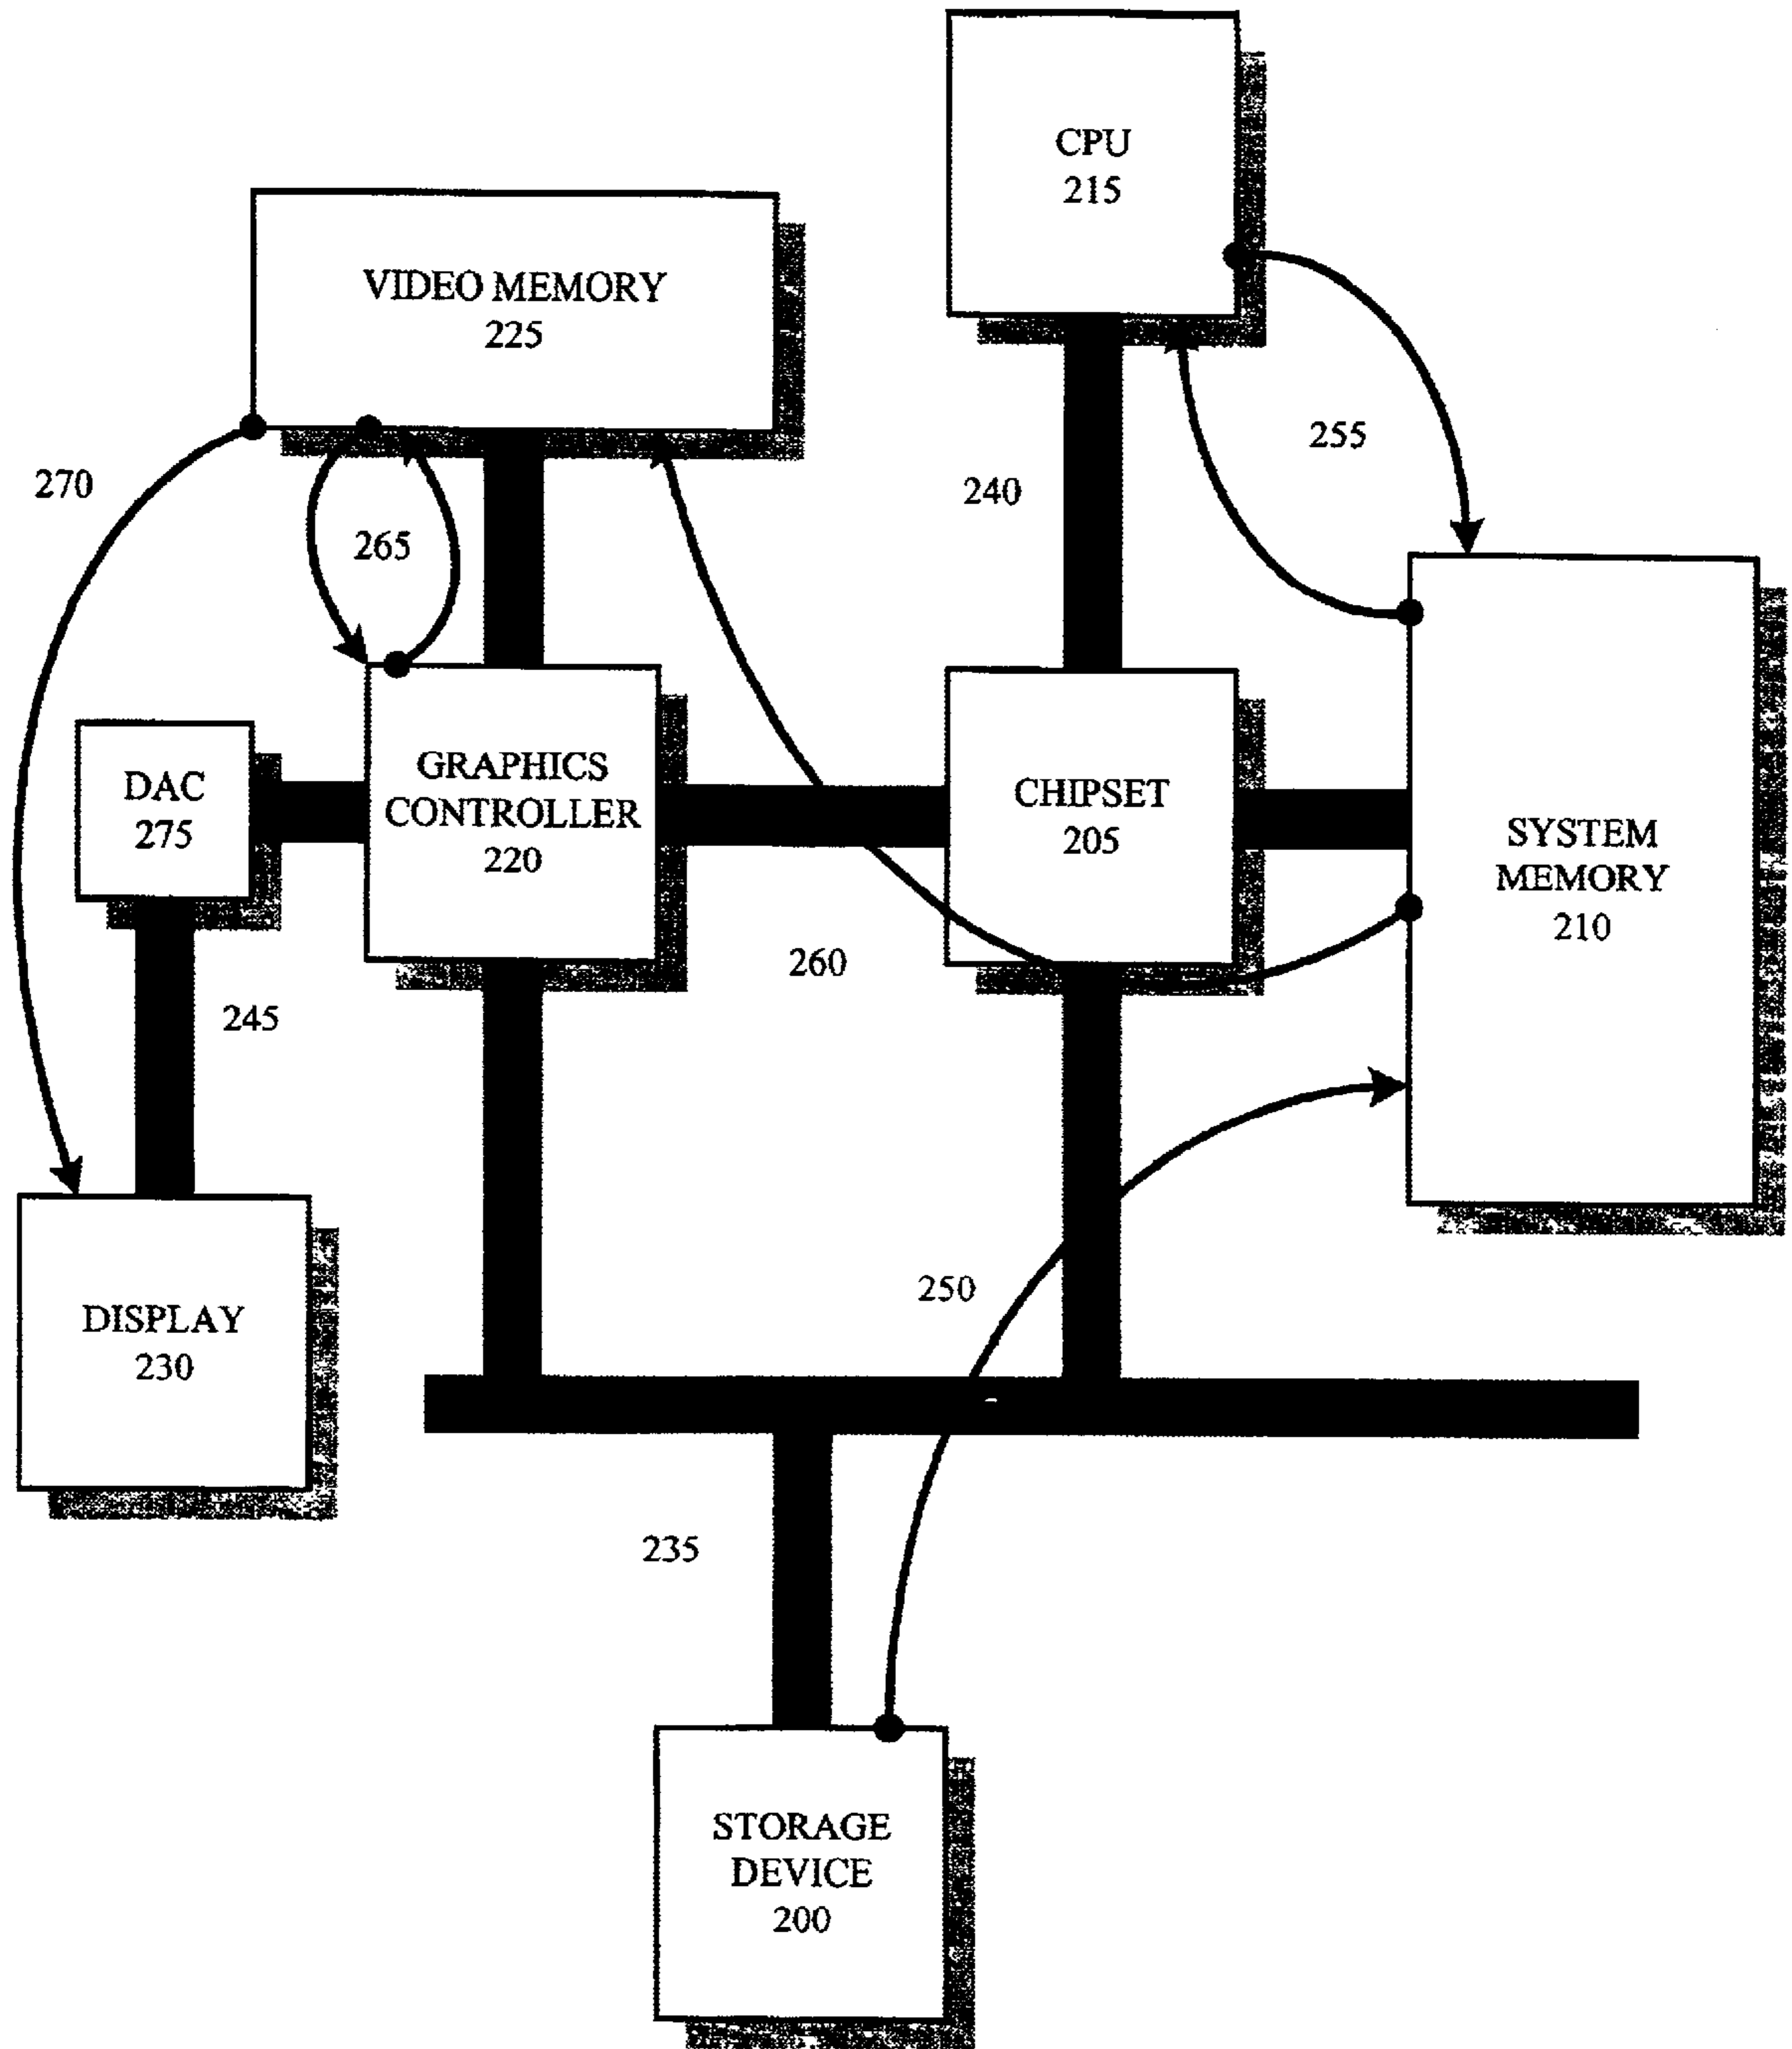 CPU
215
VIDEO MEMORY
225
255
270
240
265
GRAPHICS
CONTROLLER
220
DAC
275
CHIPSET
205
SYSTEM
MEMORY
210
260
245
250
DISPLAY
230
235
STORAGE
DEVICE
200